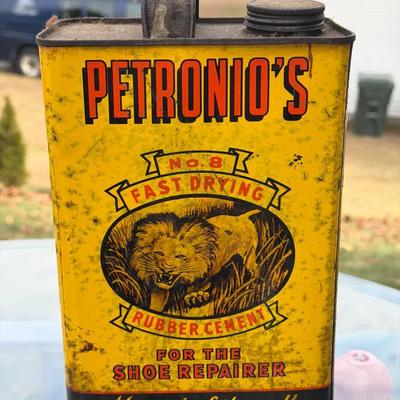 PETRONIO'S
No. 8
FAST DRYING
RUBBER CEMENT
FOR THE
SHOE REPAIRER